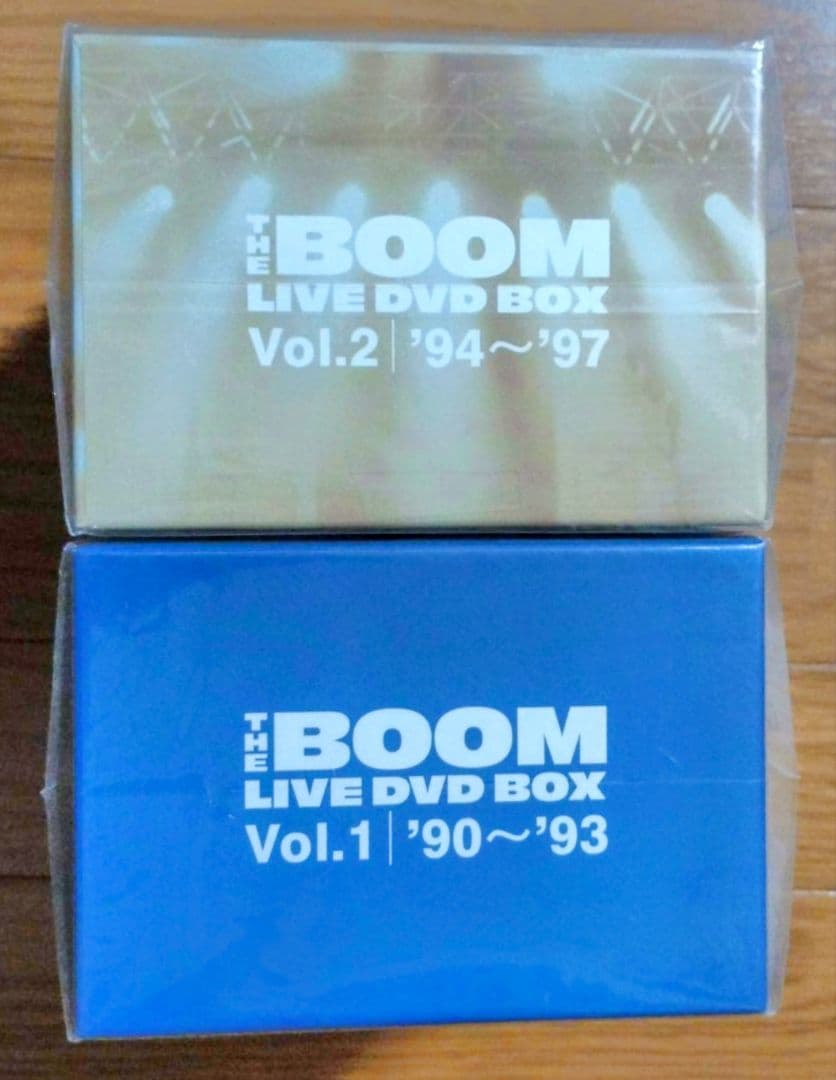 THE BOOM
LIVE DVD BOX
Vol.2 | ’94〜’97
THE BOOM
LIVE DVD BOX
Vol.1 | ’90〜’93